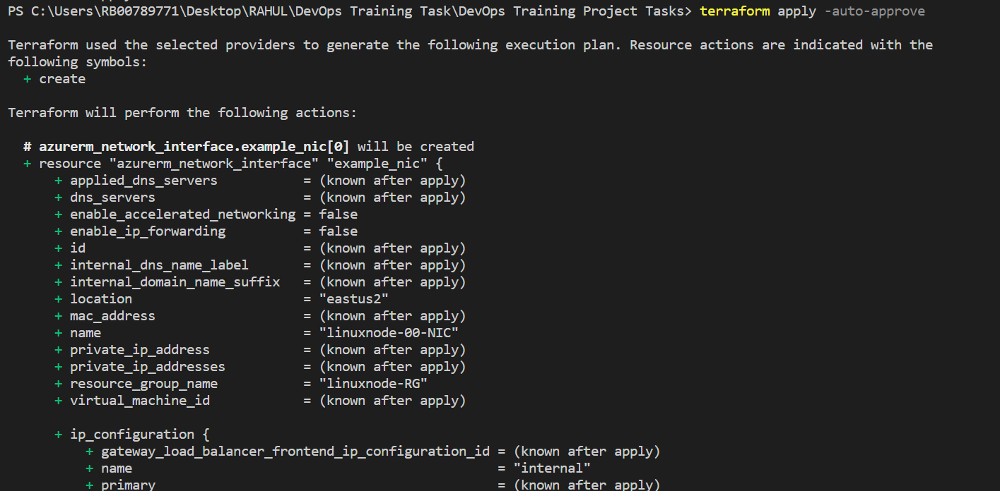 PS C:\Users\RB00789771\Desktop\RAHUL\DevOps Training Task\DevOps Training Project Tasks> terraform apply -auto-approve
Terraform used the selected providers to generate the following execution plan. Resource actions are indicated with the
following symbols:
+ create
Terraform will perform the following actions:
# azurerm_network_interface.example_nic[0] will be created
+ resource "azurerm_network_interface" "example_nic" {
+ applied_dns_servers = (known after apply)
+ dns_servers = (known after apply)
+ enable_accelerated_networking = false
+ enable_ip_forwarding = false
+ id = (known after apply)
+ internal_dns_name_label = (known after apply)
+ internal_domain_name_suffix = (known after apply)
+ location = "eastus2"
+ mac_address = (known after apply)
+ name = "linuxnode-00-NIC"
+ private_ip_address = (known after apply)
+ private_ip_addresses = (known after apply)
+ resource_group_name = "linuxnode-RG"
+ virtual_machine_id = (known after apply)
+ ip_configuration {
+ gateway_load_balancer_frontend_ip_configuration_id = (known after apply)
+ name = "internal"
+ primary = (known after apply)